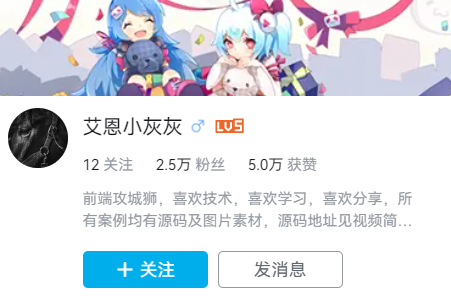 艾恩小灰灰 ♂ LV5
12 关注 2.5万 粉丝 5.0万 获赞
前端攻城狮，喜欢技术，喜欢学习，喜欢分享，所
有案例均有源码及图片素材，源码地址见视频简...
+ 关注 发消息